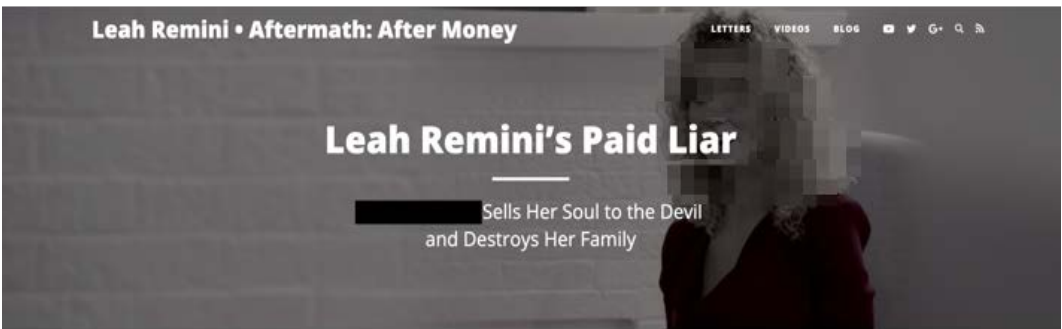 Leah Remini • Aftermath: After Money
LETTERS VIDEOS BLOG G+
Leah Remini’s Paid Liar
Sells Her Soul to the Devil
and Destroys Her Family